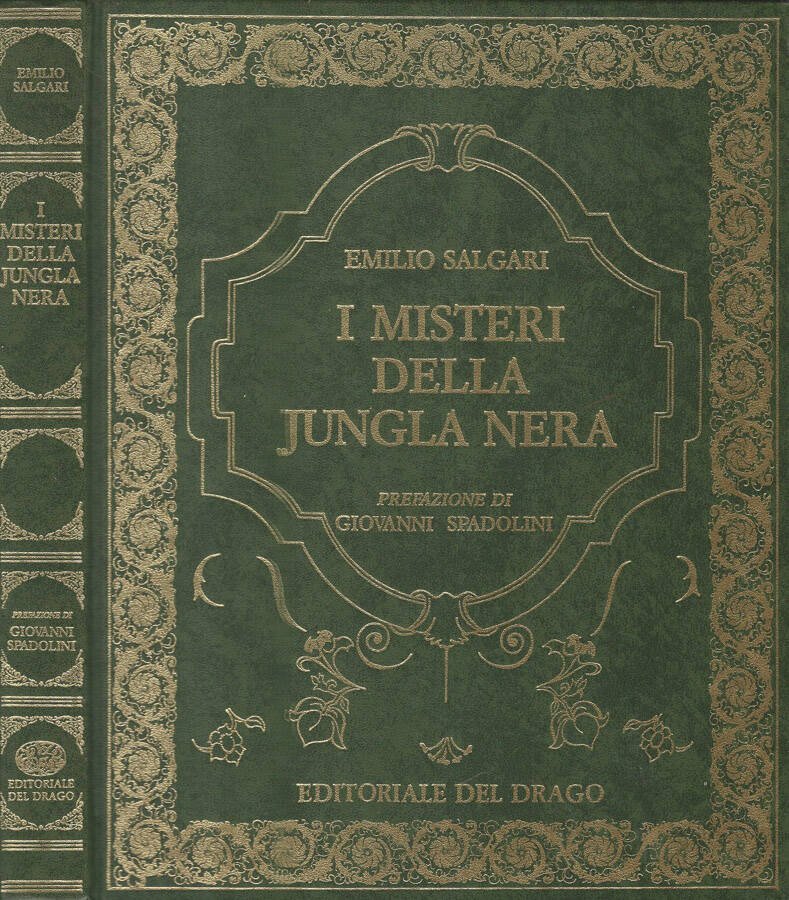 EMILIO
SALGARI
I
MISTERI
DELLA
JUNGLA
NERA
PREFAZIONE DI
GIOVANNI
SPADOLINI
EDITORIALE
DEL DRAGO
EMILIO SALGARI
I MISTERI
DELLA
JUNGLA NERA
PREFAZIONE DI
GIOVANNI SPADOLINI
EDITORIALE DEL DRAGO